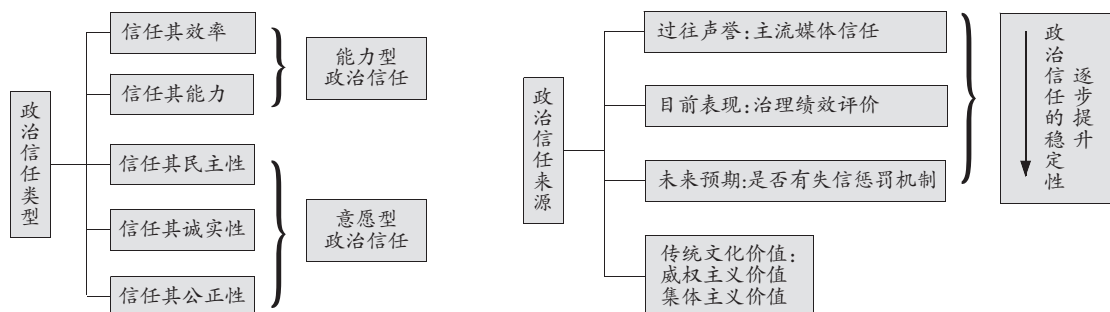 政治信任类型
信任其效率
信任其能力
信任其民主性
信任其诚实性
信任其公正性
能力型
政治信任
意愿型
政治信任
政治信任来源
过往声誉:主流媒体信任
目前表现:治理绩效评价
未来预期:是否有失信惩罚机制
传统文化价值:
威权主义价值
集体主义价值
政治信任的稳定性
逐步提升